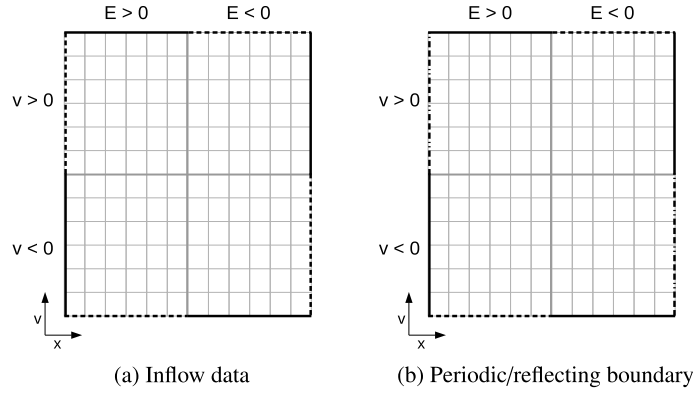 E > 0 E < 0
v > 0
v < 0
v
x
(a) Inflow data
E > 0 E < 0
v > 0
v < 0
v
x
(b) Periodic/reflecting boundary